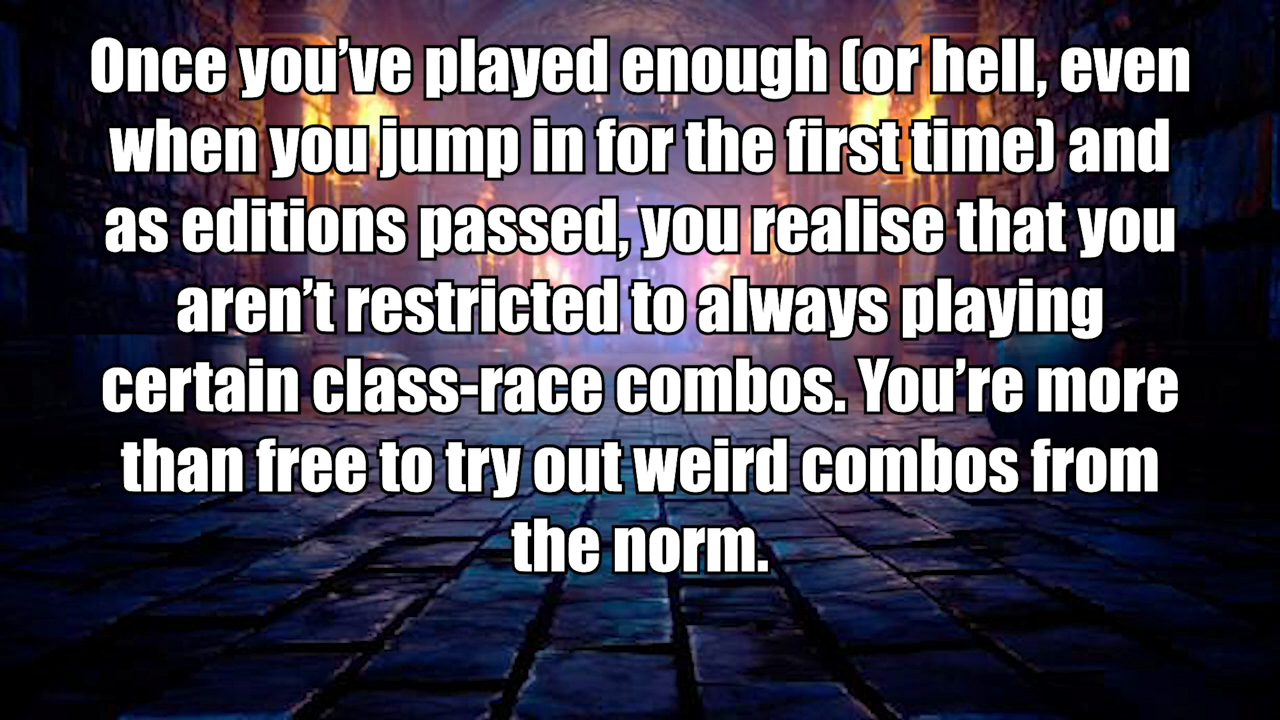 Once you’ve played enough (or hell, even
when you jump in for the first time) and
as editions passed, you realise that you
aren’t restricted to always playing
certain class-race combos. You’re more
than free to try out weird combos from
the norm.